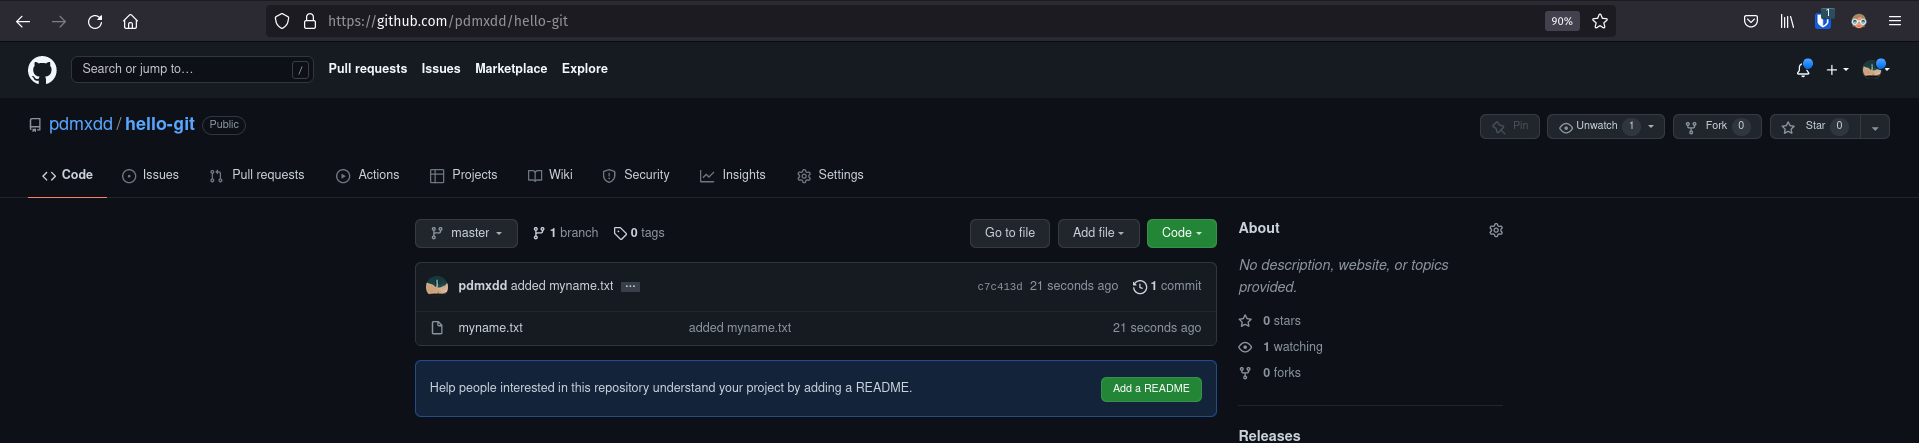 https://github.com/pdmxdd/hello-git 90% 1
Search or jump to… / Pull requests Issues Marketplace Explore
pdmxdd / hello-git Public Pin Unwatch 1 Fork 0 Star 0
Code Issues Pull requests Actions Projects Wiki Security Insights Settings
master 1 branch 0 tags Go to file Add file Code
About
No description, website, or topics
provided.
pdmxdd added myname.txt ... c7c413d 21 seconds ago 1 commit
myname.txt added myname.txt 21 seconds ago
0 stars
1 watching
0 forks
Help people interested in this repository understand your project by adding a README. Add a README
Releases